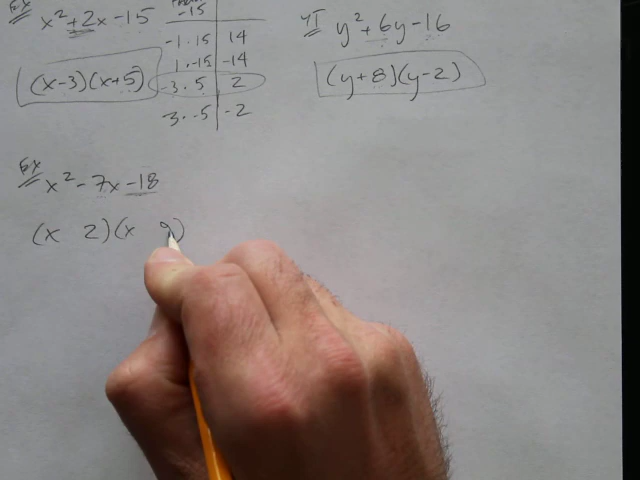 Ex
x² + 2x - 15
(x-3)(x+5)
-15
-1 · 15 | 14
1 · -15 | -14
-3 · 5 | 2
3 · -5 | -2
YT
y² + 6y - 16
(y+8)(y-2)
Ex
x² - 7x - 18
(x 2)(x 9)